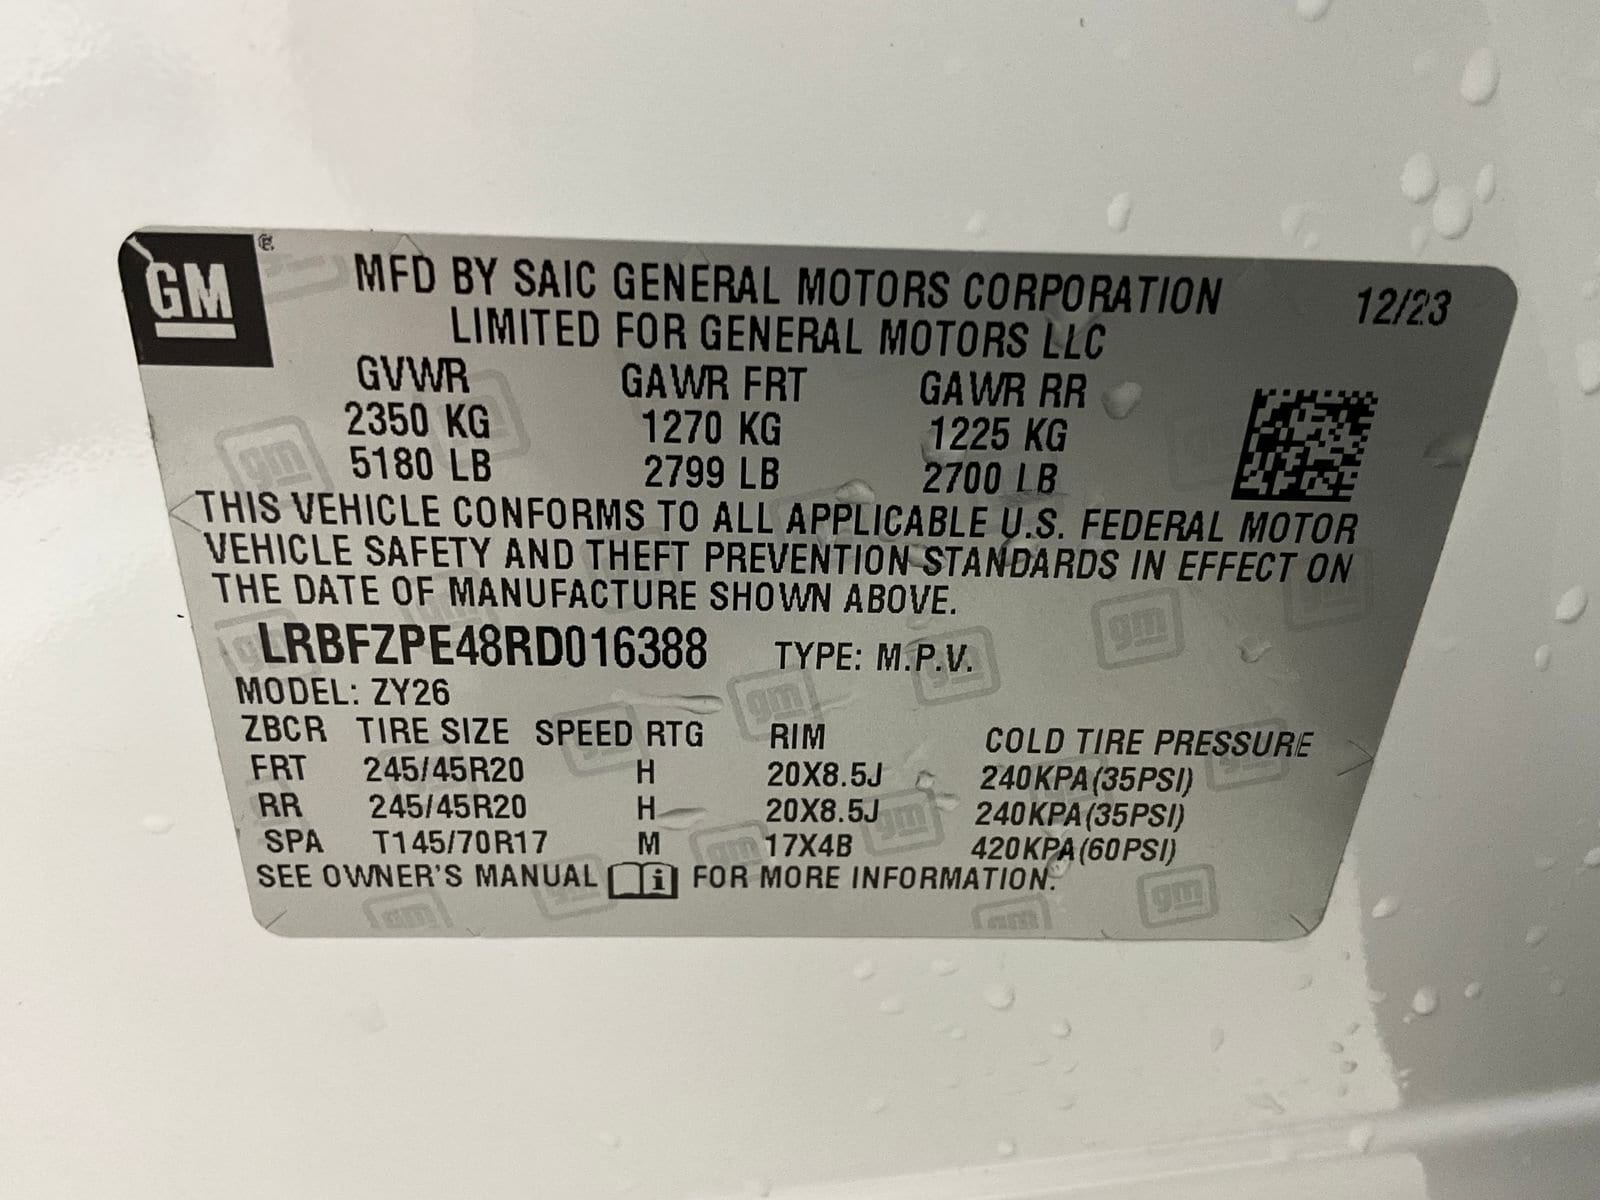 GM
MFD BY SAIC GENERAL MOTORS CORPORATION 12/23
LIMITED FOR GENERAL MOTORS LLC
GVWR GAWR FRT GAWR RR
2350 KG 1270 KG 1225 KG
5180 LB 2799 LB 2700 LB
THIS VEHICLE CONFORMS TO ALL APPLICABLE U.S. FEDERAL MOTOR
VEHICLE SAFETY AND THEFT PREVENTION STANDARDS IN EFFECT ON
THE DATE OF MANUFACTURE SHOWN ABOVE.
LRBFZPE48RD016388 TYPE: M.P.V.
MODEL: ZY26
ZBCR TIRE SIZE SPEED RTG RIM COLD TIRE PRESSURE
FRT 245/45R20 H 20X8.5J 240KPA(35PSI)
RR 245/45R20 H 20X8.5J 240KPA(35PSI)
SPA T145/70R17 M 17X4B 420KPA(60PSI)
SEE OWNER'S MANUAL i FOR MORE INFORMATION.